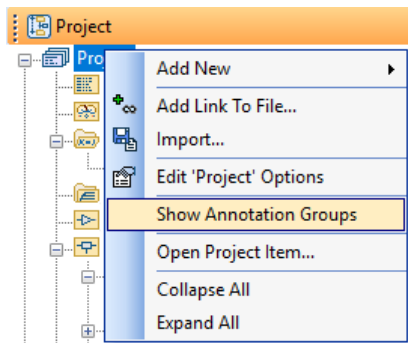 Project
Proj
Add New
Add Link To File...
Import...
Edit 'Project' Options
Show Annotation Groups
Open Project Item...
Collapse All
Expand All